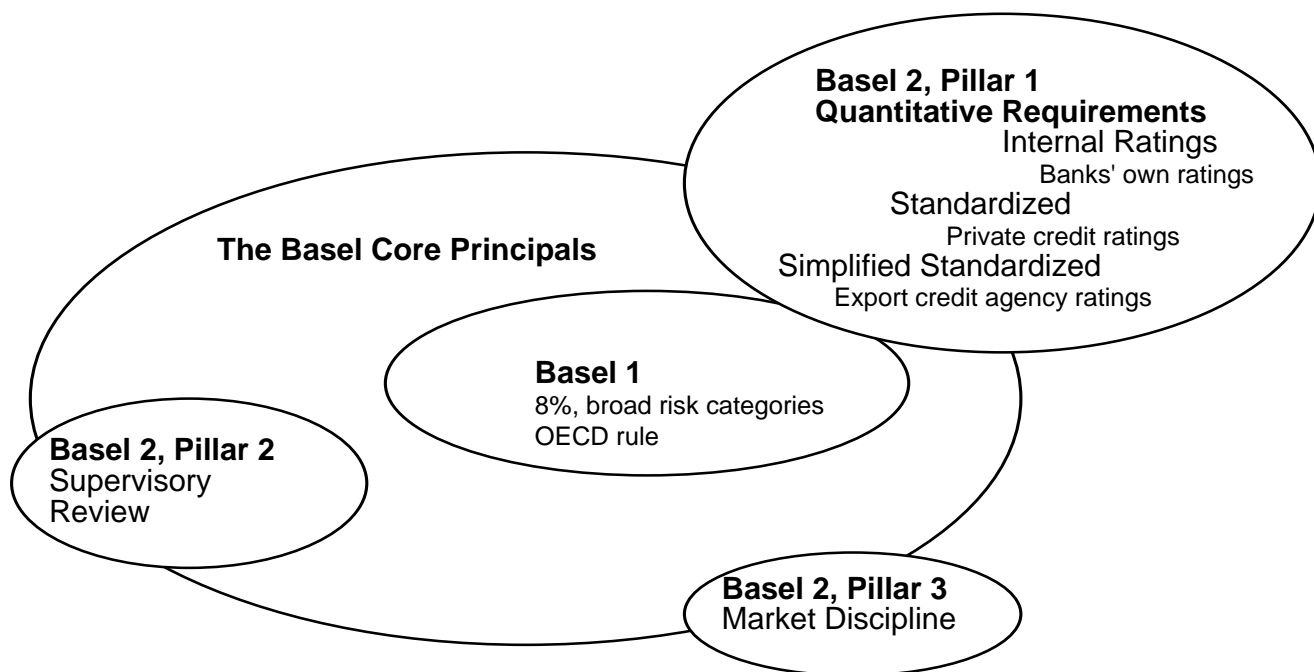 Basel 2, Pillar 1
Quantitative Requirements
Internal Ratings
Banks' own ratings
Standardized
Private credit ratings
Simplified Standardized
Export credit agency ratings
The Basel Core Principals
Basel 1
8%, broad risk categories
OECD rule
Basel 2, Pillar 2
Supervisory
Review
Basel 2, Pillar 3
Market Discipline